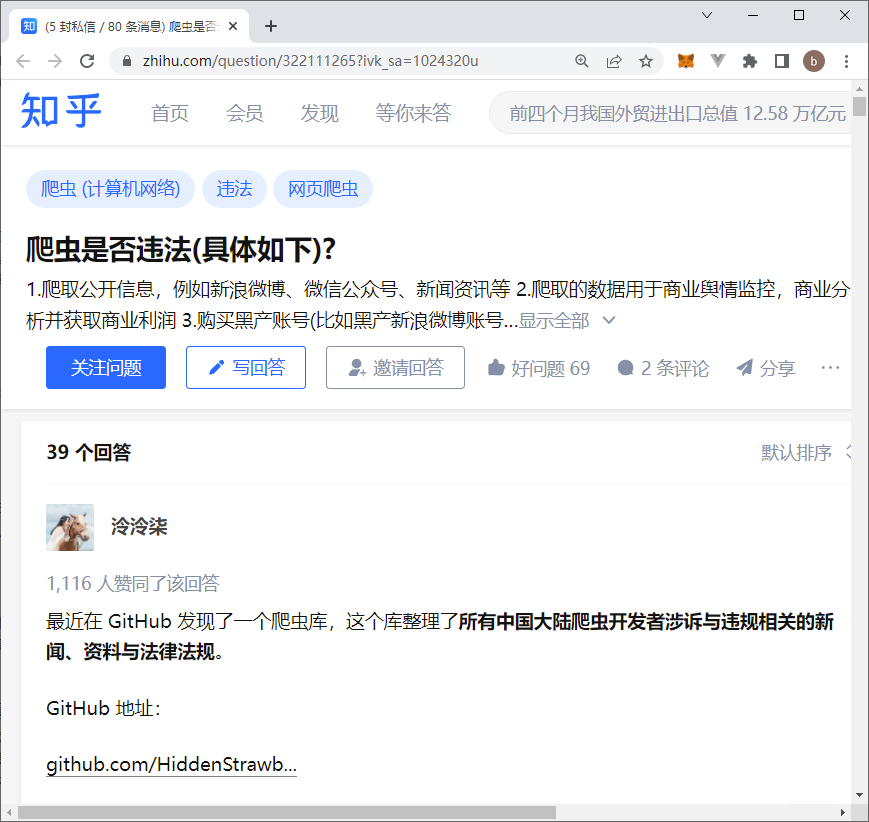 (5 封私信 / 80 条消息) 爬虫是否
zhihu.com/question/322111265?ivk_sa=1024320u
b
知乎 首页 会员 发现 等你来答 前四个月我国外贸进出口总值 12.58 万亿元
爬虫 (计算机网络) 违法 网页爬虫
爬虫是否违法(具体如下)?
1.爬取公开信息，例如新浪微博、微信公众号、新闻资讯等 2.爬取的数据用于商业舆情监控，商业分
析并获取商业利润 3.购买黑产账号(比如黑产新浪微博账号...显示全部
关注问题 写回答 邀请回答 好问题 69 2 条评论 分享 ...
39 个回答 默认排序
泠泠柒
1,116 人赞同了该回答
最近在 GitHub 发现了一个爬虫库，这个库整理了所有中国大陆爬虫开发者涉诉与违规相关的新
闻、资料与法律法规。
GitHub 地址：
github.com/HiddenStrawb...